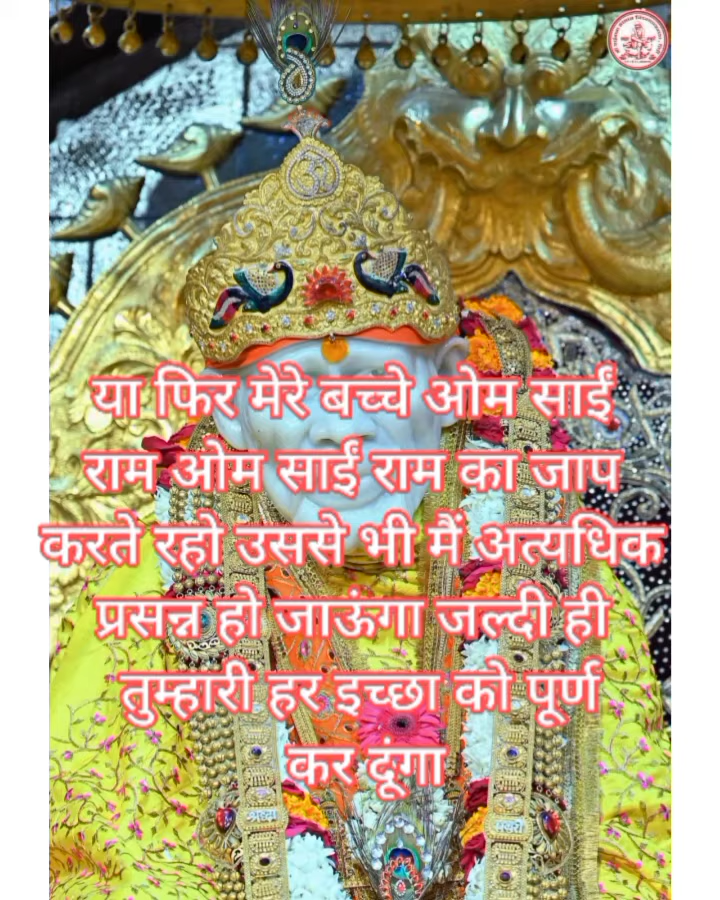 या फिर मेरे बच्चे ओम साईं
राम ओम साईं राम का जाप
करते रहो उससे भी मैं अत्यधिक
प्रसन्न हो जाऊंगा जल्दी ही
तुम्हारी हर इच्छा को पूर्ण
कर दूंगा